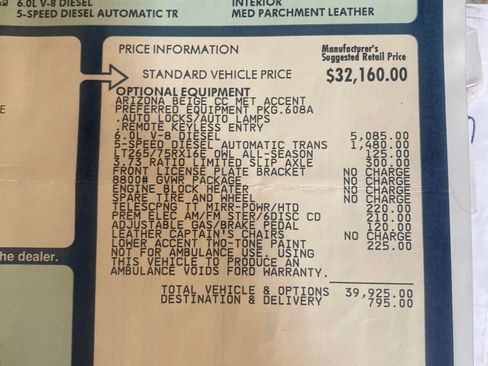 6.0L V-8 DIESEL
5-SPEED DIESEL AUTOMATIC TR
INTERIOR
MED PARCHMENT LEATHER
PRICE INFORMATION
Manufacturer's
Suggested Retail Price
STANDARD VEHICLE PRICE $32,160.00
OPTIONAL EQUIPMENT
ARIZONA BEIGE CC MET ACCENT
PREFERRED EQUIPMENT PKG.608A
.AUTO LOCKS/AUTO LAMPS
.REMOTE KEYLESS ENTRY
6.0L V-8 DIESEL 5,085.00
5-SPEED DIESEL AUTOMATIC TRANS 1,480.00
LT265/75RX16E OWL ALL-SEASON 125.00
3.73 RATIO LIMITED SLIP AXLE 300.00
FRONT LICENSE PLATE BRACKET NO CHARGE
8800# GVWR PACKAGE NO CHARGE
ENGINE BLOCK HEATER NO CHARGE
SPARE TIRE AND WHEEL NO CHARGE
TELESCPNG TT MIRR-POWR/HTD 220.00
PREM ELEC AM/FM STER/6DISC CD 210.00
ADJUSTABLE GAS/BRAKE PEDAL 120.00
LEATHER CAPTAIN'S CHAIRS NO CHARGE
LOWER ACCENT TWO-TONE PAINT 225.00
NOT FOR AMBULANCE USE. USING
THIS VEHICLE TO PRODUCE AN
AMBULANCE VOIDS FORD WARRANTY.
he dealer.
TOTAL VEHICLE & OPTIONS 39,925.00
DESTINATION & DELIVERY 795.00